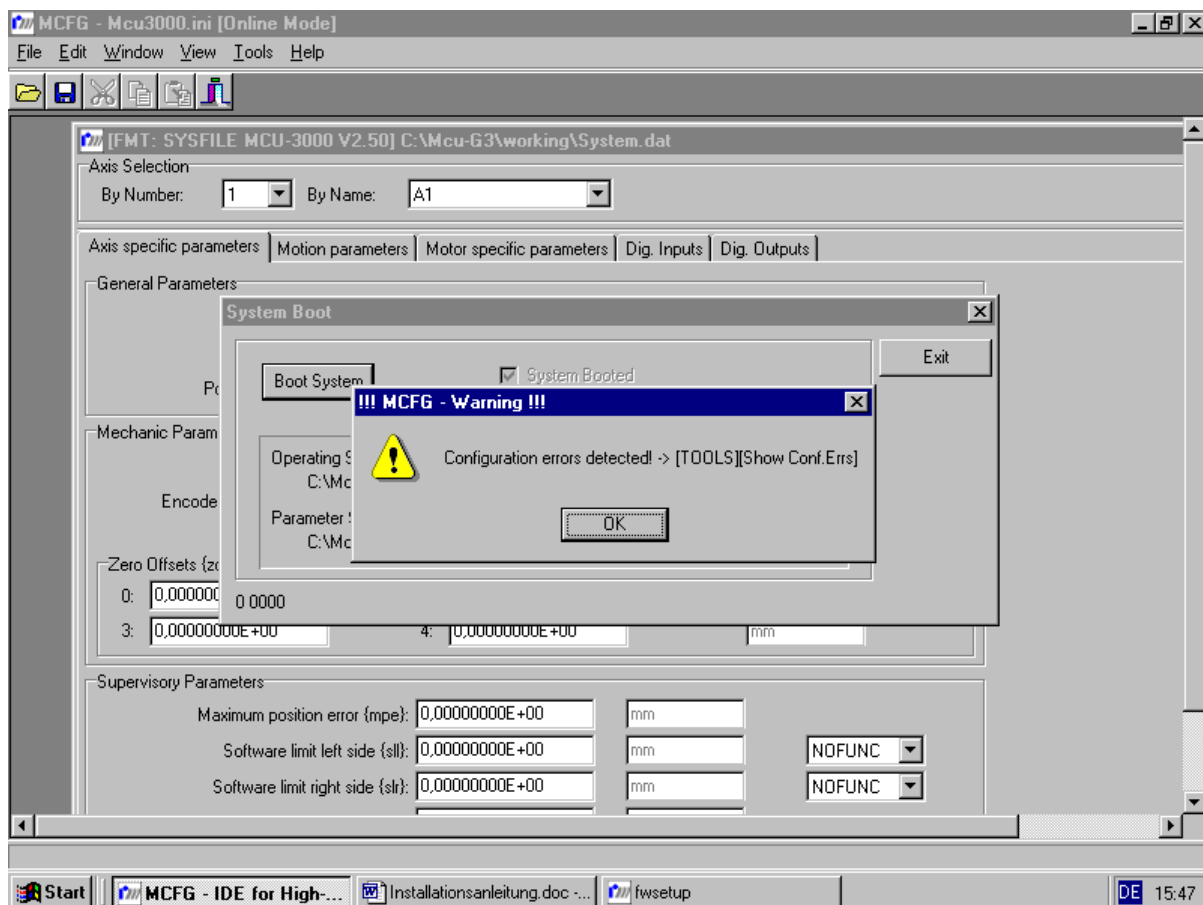 MCFG - Mcu3000.ini [Online Mode]
File Edit Window View Tools Help
[FMT: SYSFILE MCU-3000 V2.50] C:\Mcu-G3\working\System.dat
Axis Selection
By Number: 1 By Name: A1
Axis specific parameters Motion parameters Motor specific parameters Dig. Inputs Dig. Outputs
General Parameters
System Boot
Exit
Boot System System Booted
!!! MCFG - Warning !!!
Mechanic Param
Configuration errors detected! -> [TOOLS][Show Conf.Errs]
Operating S
C:\Mc
Encode
OK
Parameter
C:\Mc
Zero Offsets {zo
0: 0,000000
0 0000
3: 0,00000000E+00 4: 0,00000000E+00 mm
Supervisory Parameters
Maximum position error {mpe}: 0,00000000E+00 mm
Software limit left side {sll}: 0,00000000E+00 mm NOFUNC
Software limit right side {slr}: 0,00000000E+00 mm NOFUNC
Start MCFG - IDE for High-... Installationsanleitung.doc -... fwsetup DE 15:47